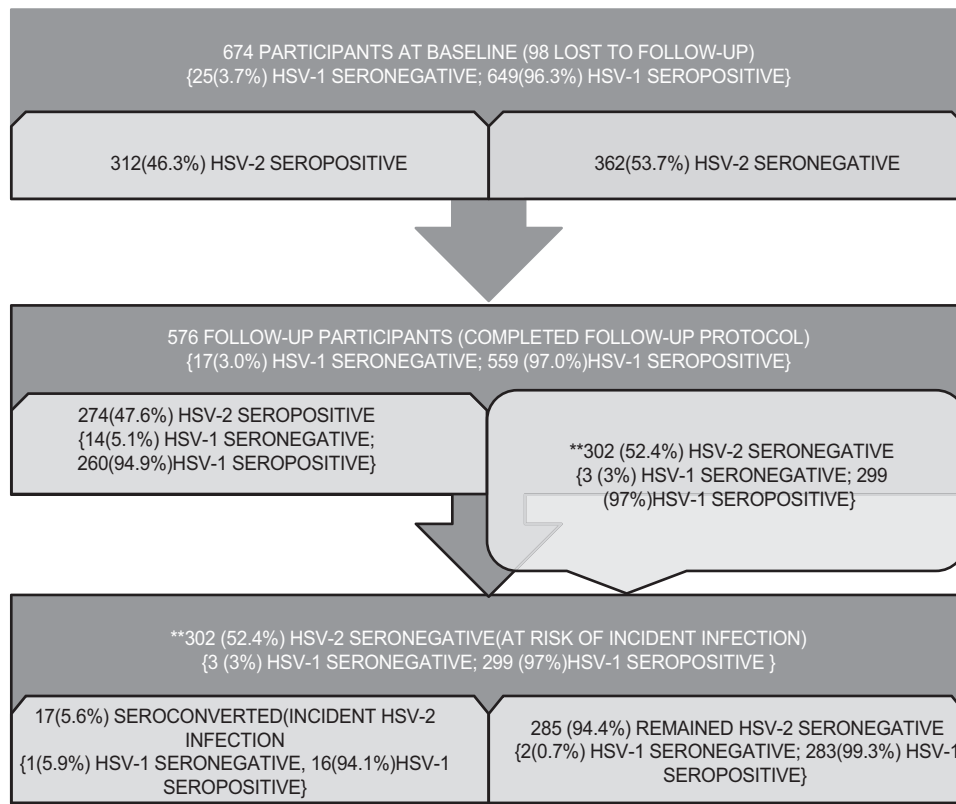 674 PARTICIPANTS AT BASELINE (98 LOST TO FOLLOW-UP)
{25(3.7%) HSV-1 SERONEGATIVE; 649(96.3%) HSV-1 SEROPOSITIVE}
312(46.3%) HSV-2 SEROPOSITIVE
362(53.7%) HSV-2 SERONEGATIVE
576 FOLLOW-UP PARTICIPANTS (COMPLETED FOLLOW-UP PROTOCOL)
{17(3.0%) HSV-1 SERONEGATIVE; 559 (97.0%)HSV-1 SEROPOSITIVE}
274(47.6%) HSV-2 SEROPOSITIVE
{14(5.1%) HSV-1 SERONEGATIVE;
260(94.9%)HSV-1 SEROPOSITIVE}
**302 (52.4%) HSV-2 SERONEGATIVE
{3 (3%) HSV-1 SERONEGATIVE; 299
(97%)HSV-1 SEROPOSITIVE}
**302 (52.4%) HSV-2 SERONEGATIVE(AT RISK OF INCIDENT INFECTION)
{3 (3%) HSV-1 SERONEGATIVE; 299 (97%)HSV-1 SEROPOSITIVE }
17(5.6%) SEROCONVERTED(INCIDENT HSV-2
INFECTION
{1(5.9%) HSV-1 SERONEGATIVE, 16(94.1%)HSV-1
SEROPOSITIVE}
285 (94.4%) REMAINED HSV-2 SERONEGATIVE
{2(0.7%) HSV-1 SERONEGATIVE; 283(99.3%) HSV-1
SEROPOSITIVE}